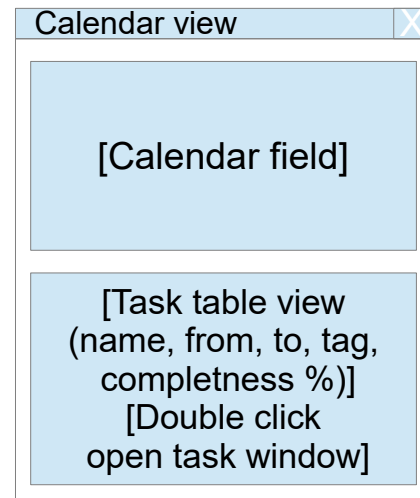 Calendar view X
[Calendar field]
[Task table view
(name, from, to, tag,
completness %)]
[Double click
open task window]